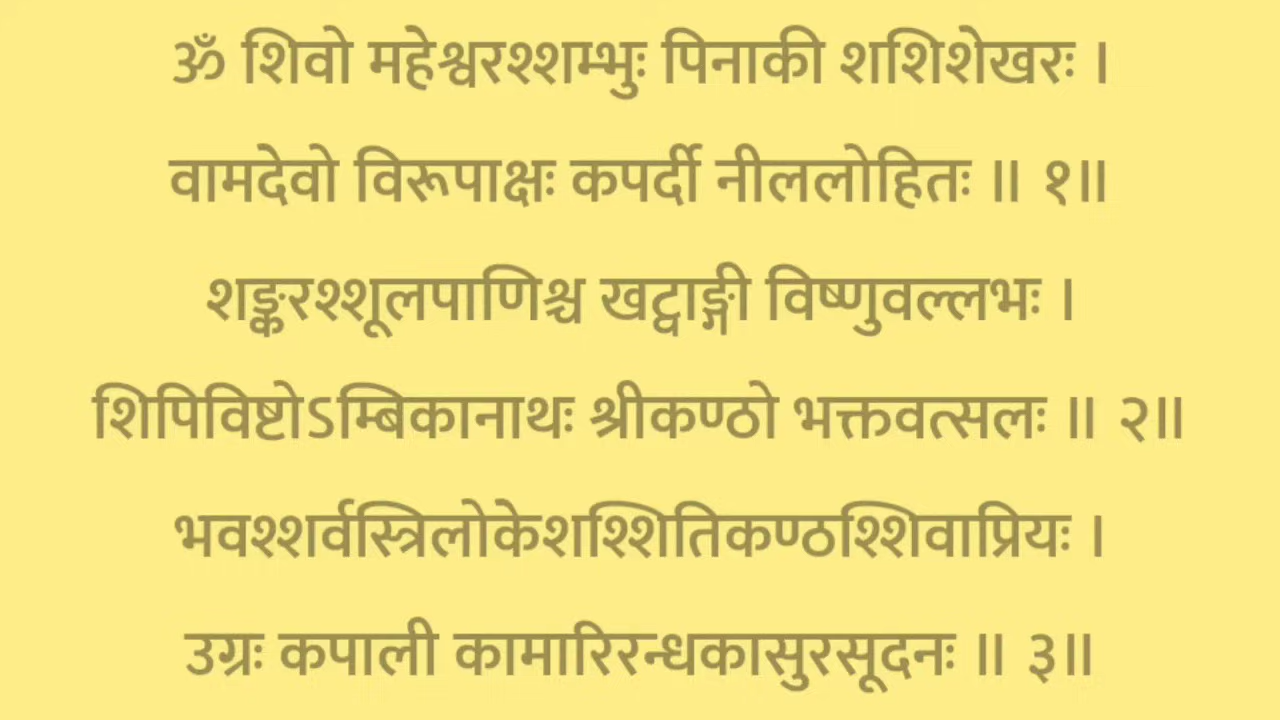 ॐ शिवो महेश्वरश्शम्भुः पिनाकी शशिशेखरः ।
वामदेवो विरूपाक्षः कपर्दी नीललोहितः ॥ १॥
शङ्करश्शूलपाणिश्च खट्वाङ्गी विष्णुवल्लभः ।
शिपिविष्टोऽम्बिकानाथः श्रीकण्ठो भक्तवत्सलः ॥ २॥
भवश्शर्वस्त्रिलोकेशश्शितिकण्ठश्शिवाप्रियः ।
उग्रः कपाली कामारिरन्धकासुरसूदनः ॥ ३॥